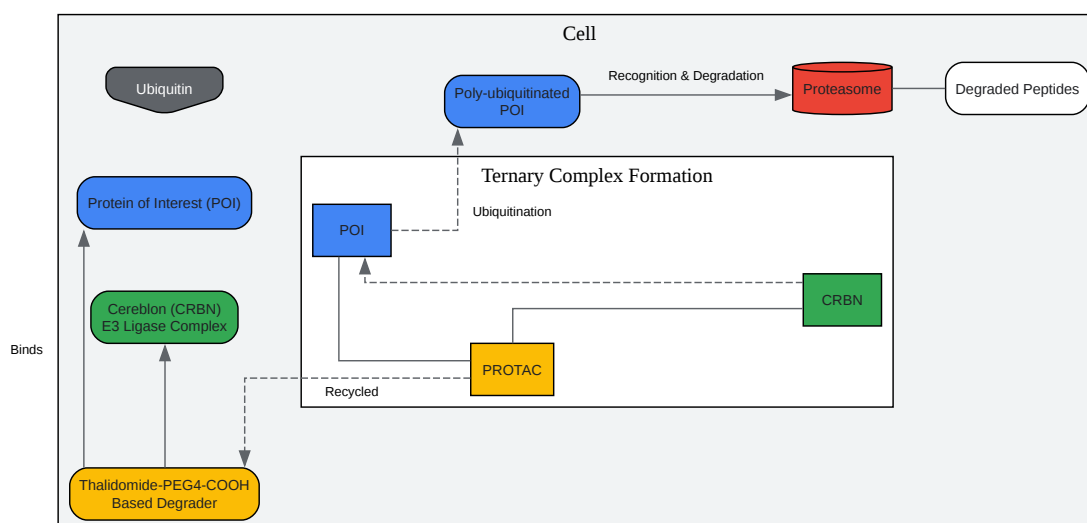 Cell
Ubiquitin
Poly-ubiquitinated
POI
Recognition & Degradation
Proteasome
Degraded Peptides
Ternary Complex Formation
Protein of Interest (POI)
POI
Ubiquitination
Cereblon (CRBN)
E3 Ligase Complex
CRBN
Binds
PROTAC
Recycled
Thalidomide-PEG4-COOH
Based Degrader